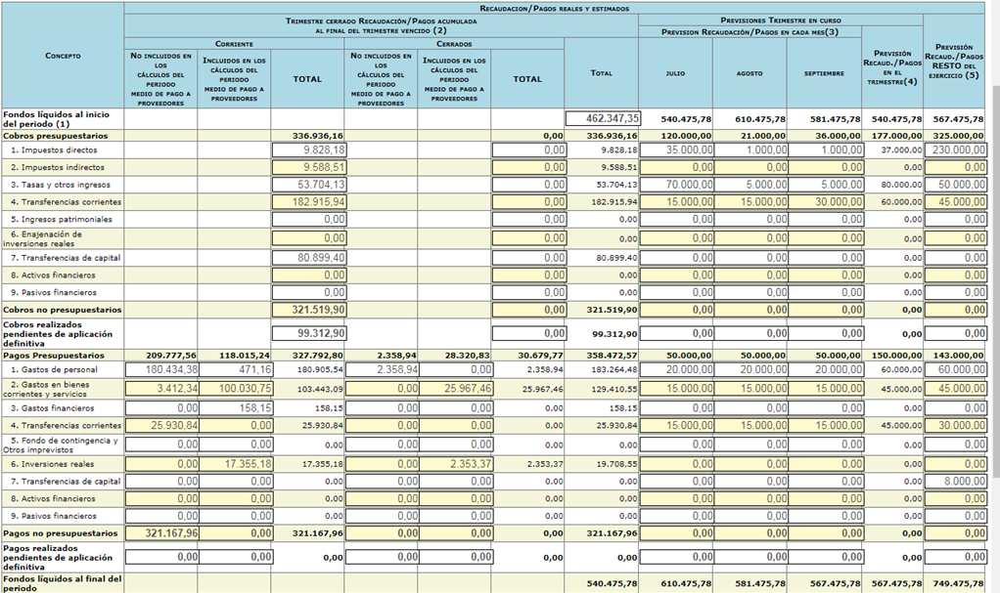 RECAUDACION/PAGOS REALES Y ESTIMADOS
CONCEPTO
TRIMESTRE CERRADO RECAUDACIÓN/PAGOS ACUMULADA
AL FINAL DEL TRIMESTRE VENCIDO (2)
PREVISIONES TRIMESTRE EN CURSO
PREVISIÓN RECAUD./PAGOS RESTO DEL EJERCICIO (5)
CORRIENTE
CERRADOS
TOTAL
PREVISION RECAUDACIÓN/PAGOS EN CADA MES(3)
PREVISIÓN RECAUD./PAGOS EN EL TRIMESTRE(4)
NO INCLUIDOS EN LOS CÁLCULOS DEL PERIODO MEDIO DE PAGO A PROVEEDORES
INCLUIDOS EN LOS CÁLCULOS DEL PERIODO MEDIO DE PAGO A PROVEEDORES
TOTAL
NO INCLUIDOS EN LOS CÁLCULOS DEL PERIODO MEDIO DE PAGO A PROVEEDORES
INCLUIDOS EN LOS CÁLCULOS DEL PERIODO MEDIO DE PAGO A PROVEEDORES
TOTAL
JULIO
AGOSTO
SEPTIEMBRE
Fondos líquidos al inicio del periodo (1) 462.347,35 540.475,78 610.475,78 581.475,78 540.475,78 567.475,78
Cobros presupuestarios 336.936,16 0,00 336.936,16 120.000,00 21.000,00 36.000,00 177.000,00 325.000,00
1. Impuestos directos 9.828,18 0,00 9.828,18 35.000,00 1.000,00 1.000,00 37.000,00 230.000,00
2. Impuestos indirectos 9.588,51 0,00 9.588,51 0,00 0,00 0,00 0,00 0,00
3. Tasas y otros ingresos 53.704,13 0,00 53.704,13 70.000,00 5.000,00 5.000,00 80.000,00 50.000,00
4. Transferencias corrientes 182.915,94 0,00 182.915,94 15.000,00 15.000,00 30.000,00 60.000,00 45.000,00
5. Ingresos patrimoniales 0,00 0,00 0,00 0,00 0,00 0,00 0,00 0,00
6. Enajenación de inversiones reales 0,00 0,00 0,00 0,00 0,00 0,00 0,00 0,00
7. Transferencias de capital 80.899,40 0,00 80.899,40 0,00 0,00 0,00 0,00 0,00
8. Activos financieros 0,00 0,00 0,00 0,00 0,00 0,00 0,00 0,00
9. Pasivos financieros 0,00 0,00 0,00 0,00 0,00 0,00 0,00 0,00
Cobros no presupuestarios 321.519,90 0,00 321.519,90 0,00 0,00 0,00 0,00 0,00
Cobros realizados pendientes de aplicación definitiva 99.312,90 0,00 99.312,90 0,00 0,00 0,00 0,00 0,00
Pagos Presupuestarios 209.777,56 118.015,24 327.792,80 2.358,94 28.320,83 30.679,77 358.472,57 50.000,00 50.000,00 50.000,00 150.000,00 143.000,00
1. Gastos de personal 180.434,38 471,16 180.905,54 2.358,94 0,00 2.358,94 183.264,48 20.000,00 20.000,00 20.000,00 60.000,00 60.000,00
2. Gastos en bienes corrientes y servicios 3.412,34 100.030,75 103.443,09 0,00 25.967,46 25.967,46 129.410,55 15.000,00 15.000,00 15.000,00 45.000,00 45.000,00
3. Gastos financieros 0,00 158,15 158,15 0,00 0,00 0,00 158,15 0,00 0,00 0,00 0,00 0,00
4. Transferencias corrientes 25.930,84 0,00 25.930,84 0,00 0,00 0,00 25.930,84 15.000,00 15.000,00 15.000,00 45.000,00 30.000,00
5. Fondo de contingencia y Otros imprevistos 0,00 0,00 0,00 0,00 0,00 0,00 0,00 0,00 0,00 0,00 0,00 0,00
6. Inversiones reales 0,00 17.355,18 17.355,18 0,00 2.353,37 2.353,37 19.708,55 0,00 0,00 0,00 0,00 0,00
7. Transferencias de capital 0,00 0,00 0,00 0,00 0,00 0,00 0,00 0,00 0,00 0,00 0,00 8.000,00
8. Activos financieros 0,00 0,00 0,00 0,00 0,00 0,00 0,00 0,00 0,00 0,00 0,00 0,00
9. Pasivos financieros 0,00 0,00 0,00 0,00 0,00 0,00 0,00 0,00 0,00 0,00 0,00 0,00
Pagos no presupuestarios 321.167,96 0,00 321.167,96 0,00 0,00 0,00 321.167,96 0,00 0,00 0,00 0,00 0,00
Pagos realizados pendientes de aplicación definitiva 0,00 0,00 0,00 0,00 0,00 0,00 0,00 0,00 0,00 0,00 0,00 0,00
Fondos líquidos al final del periodo 540.475,78 610.475,78 581.475,78 567.475,78 567.475,78 749.475,78